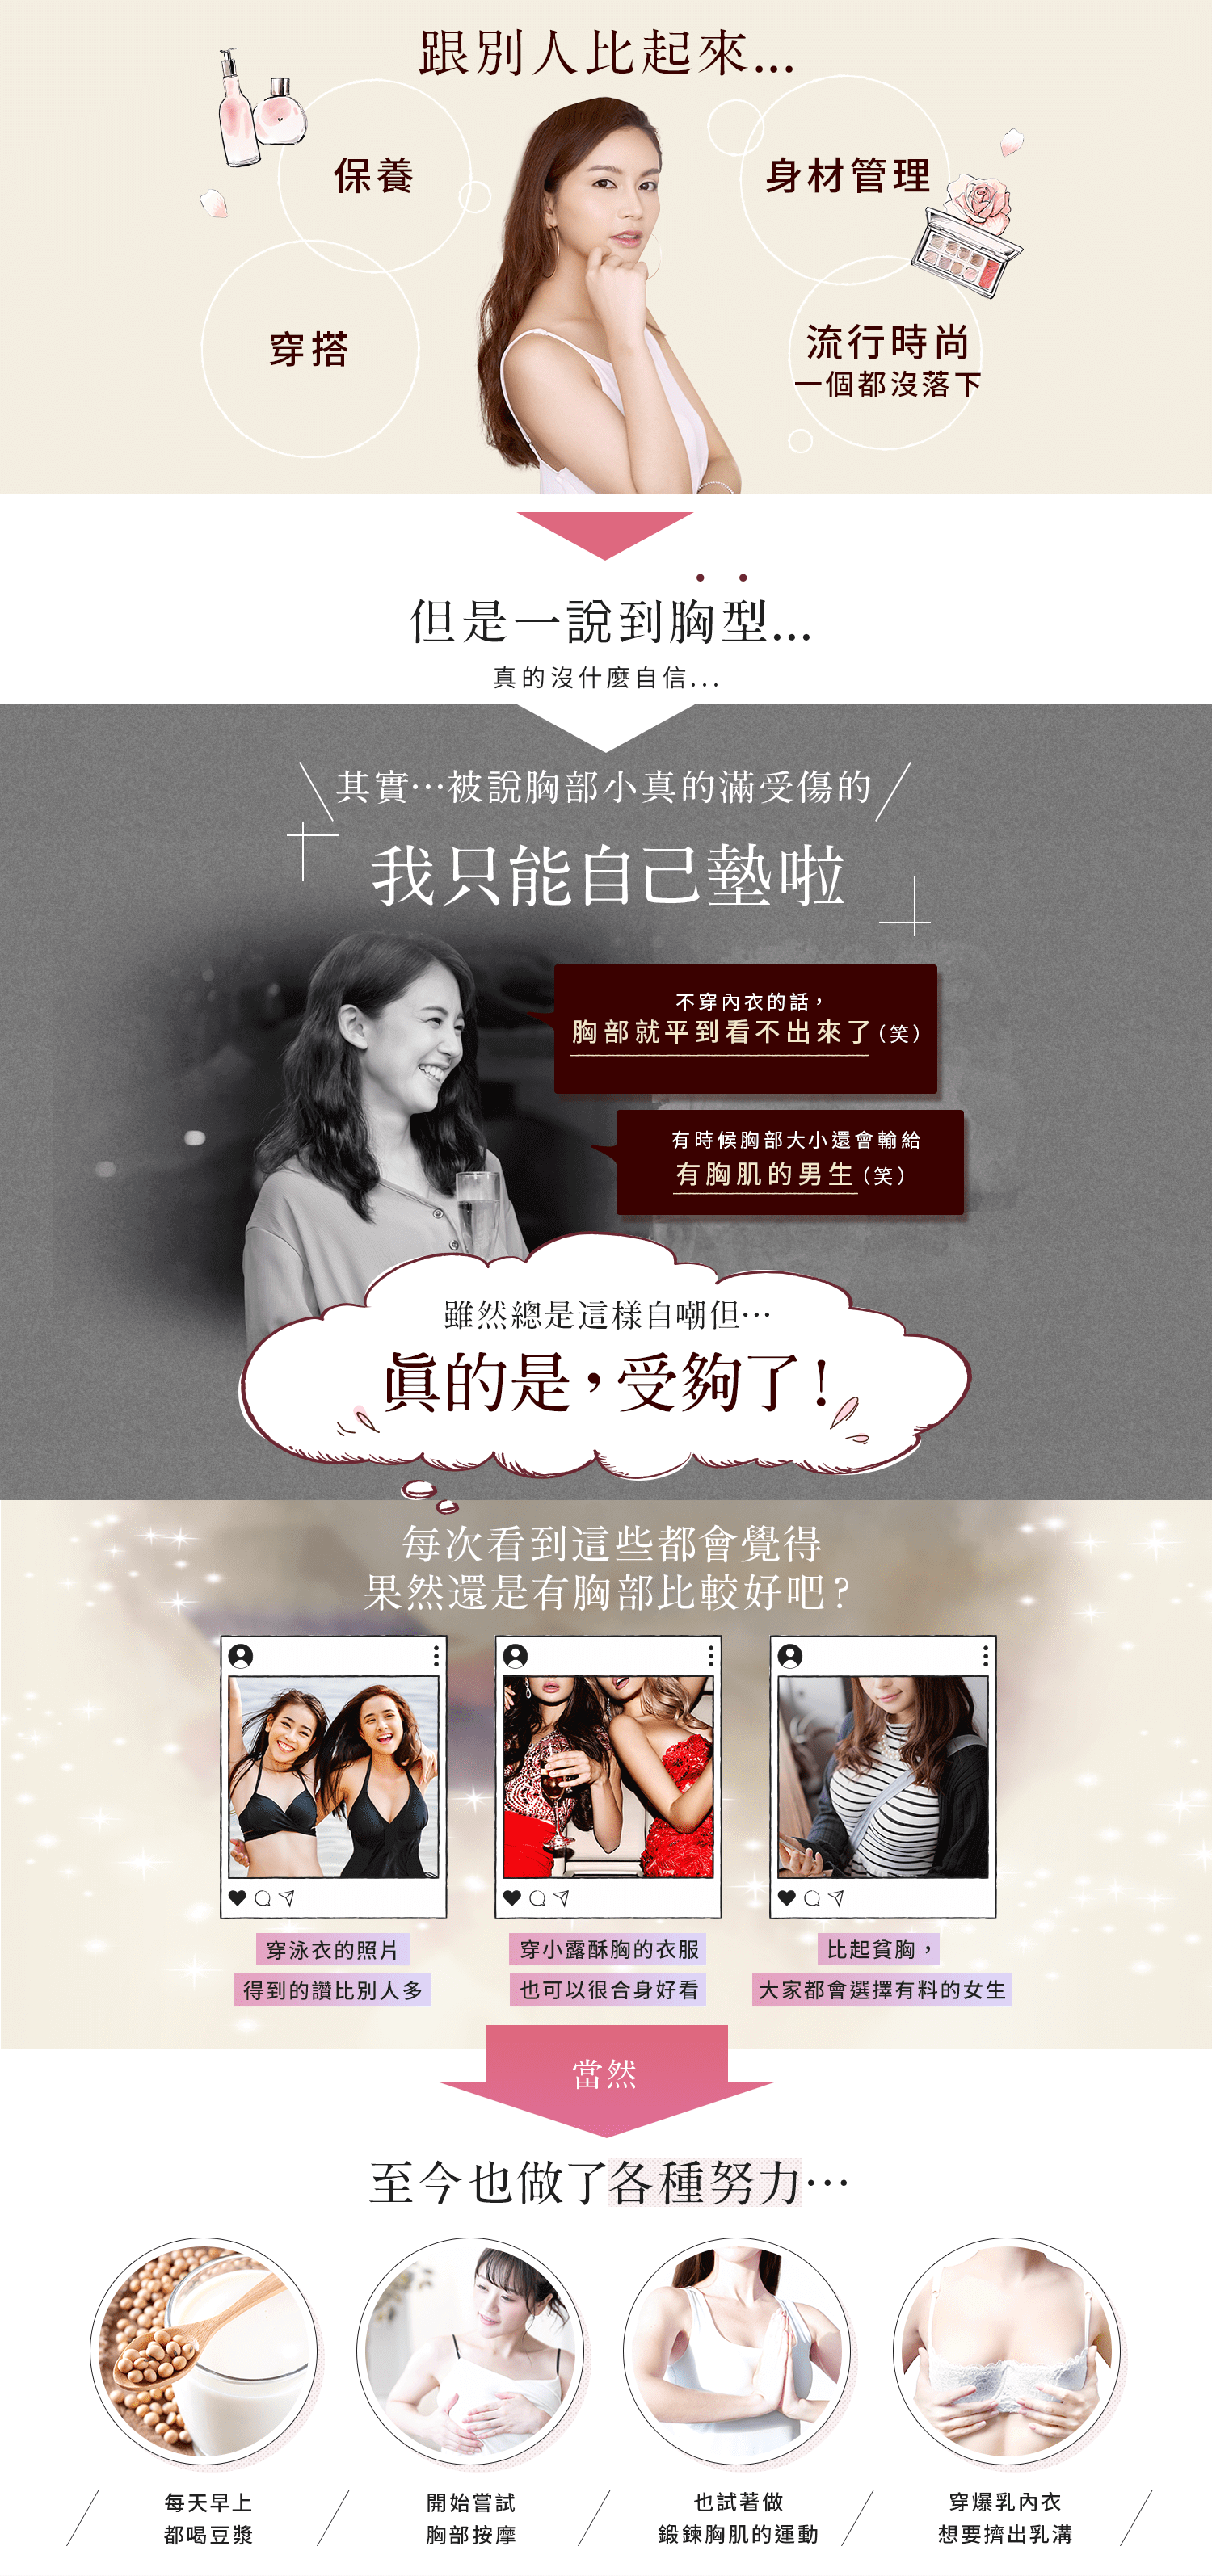 跟別人比起來...
保養
身材管理
穿搭
流行時尚
一個都沒落下
但是一說到胸型...
真的沒什麼自信...
其實…被說胸部小真的滿受傷的
我只能自己墊啦
不穿內衣的話，
胸部就平到看不出來了（笑）
有時候胸部大小還會輸給
有胸肌的男生（笑）
雖然總是這樣自嘲但…
真的是，受夠了！
每次看到這些都會覺得
果然還是有胸部比較好吧？
穿泳衣的照片
得到的讚比別人多
穿小露酥胸的衣服
也可以很合身好看
比起貧胸，
大家都會選擇有料的女生
當然
至今也做了各種努力…
每天早上
都喝豆漿
開始嘗試
胸部按摩
也試著做
鍛鍊胸肌的運動
穿爆乳內衣
想要擠出乳溝